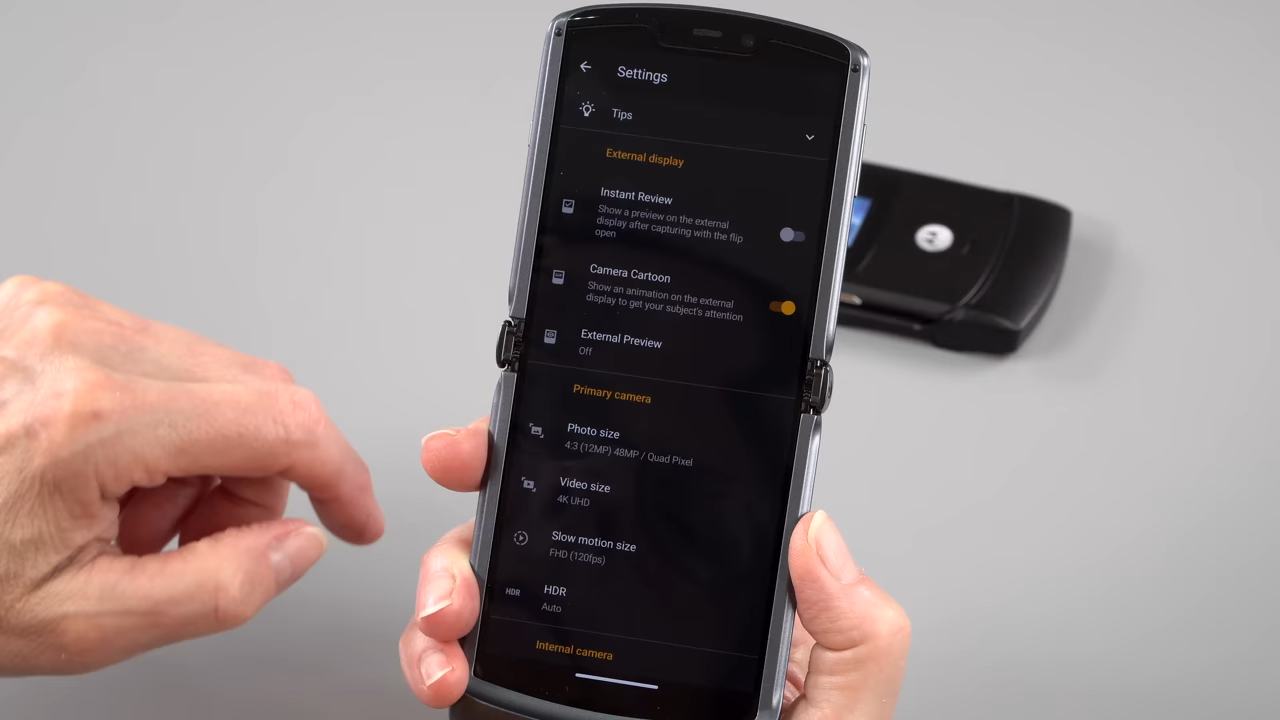 Settings
Tips
External display
Instant Review
Show a preview on the external
display after capturing with the flip
open
Camera Cartoon
Show an animation on the external
display to get your subject's attention
External Preview
Off
Primary camera
Photo size
4:3 (12MP) 48MP / Quad Pixel
Video size
4K UHD
Slow motion size
FHD (120fps)
HDR
HDR
Auto
Internal camera